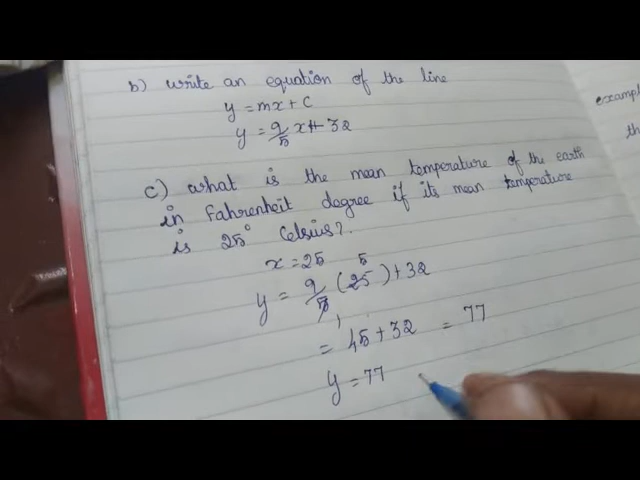 b) write an equation of the line
y = mx + c
y = 9/5 x + 32
c) what is the mean temperature of the earth
in Fahrenheit degree if its mean temperature
is 25° Celsius?.
x = 25
y = 9/5 (25) + 32
5
1
= 45 + 32 = 77
y = 77
exampl
th